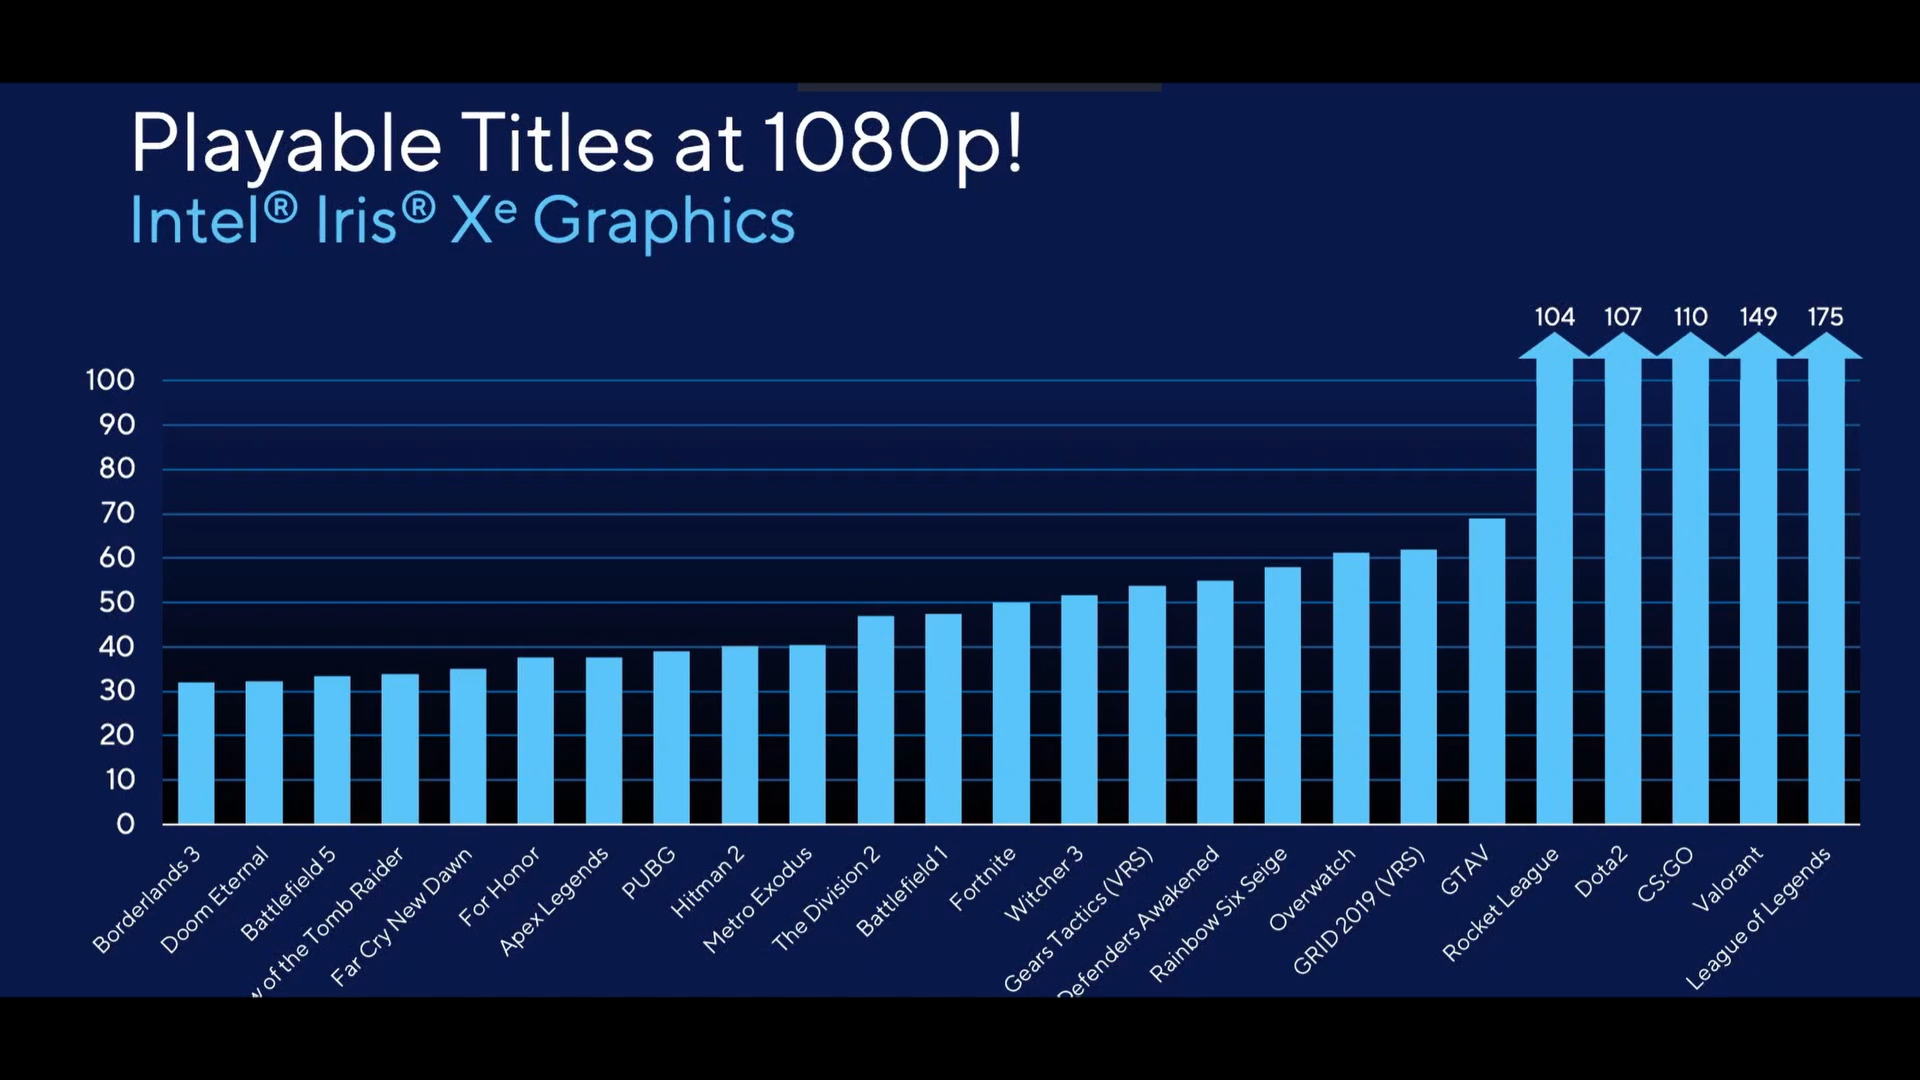 Playable Titles at 1080p!
Intel® Iris® Xe Graphics
104 107 110 149 175
100
90
80
70
60
50
40
30
20
10
0
Borderlands 3
Doom Eternal
Battlefield 5
of the Tomb Raider
Far Cry New Dawn
For Honor
Apex Legends
PUBG
Hitman 2
Metro Exodus
The Division 2
Battlefield 1
Fortnite
Witcher 3
Gears Tactics (VRS)
Defenders Awakened
Rainbow Six Seige
Overwatch
GRID 2019 (VRS)
GTAV
Rocket League
Dota2
CS:GO
Valorant
League of Legends